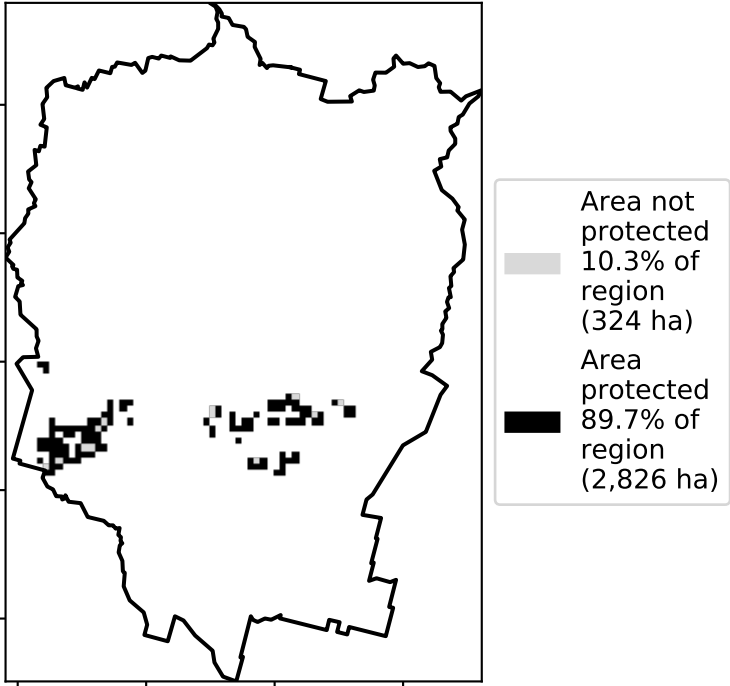 Area not
protected
10.3% of
region
(324 ha)
Area
protected
89.7% of
region
(2,826 ha)